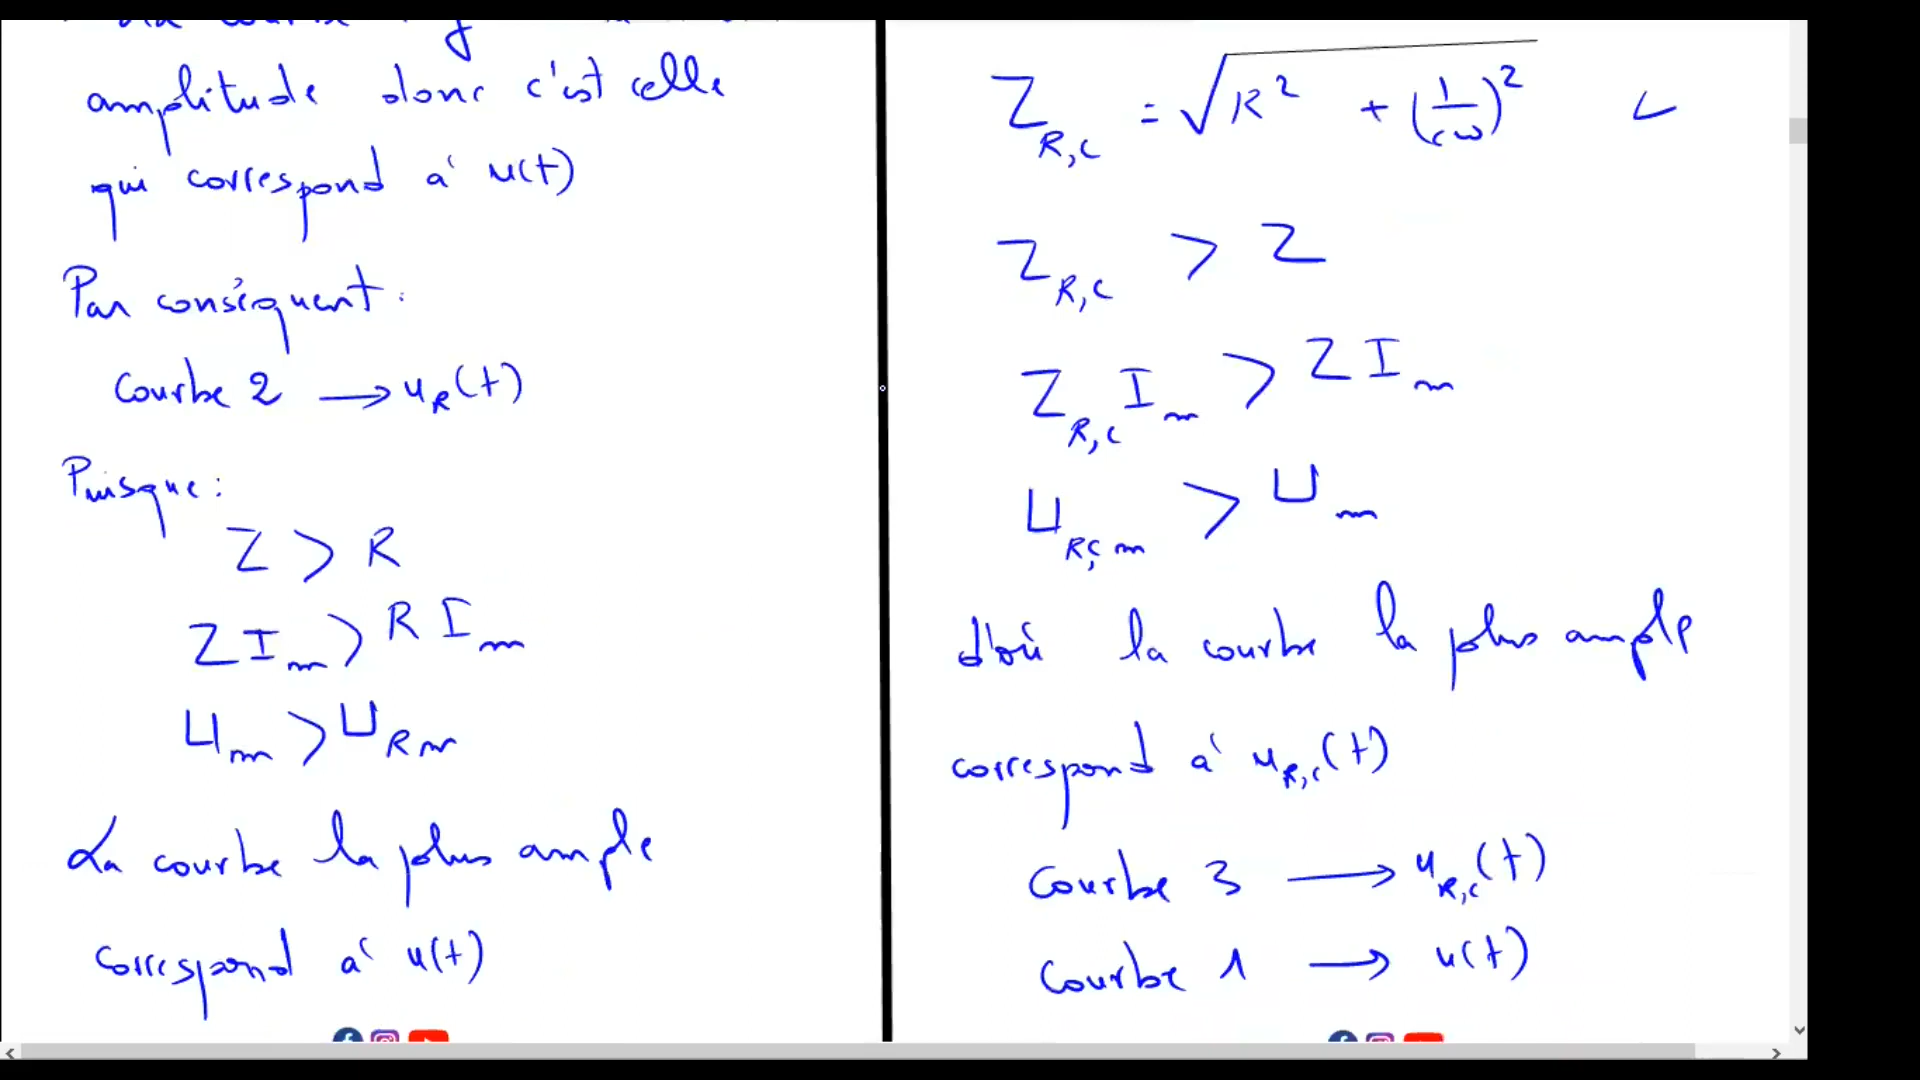 amplitude donc c'est celle
qui correspond à u(t)
Par conséquent :
Courbe 2 → u_R(t)
Puisque :
Z > R
Z I_m > R I_m
U_m > U_Rm
La courbe la plus ample
correspond à u(t)
Z_R,C = √R² + (1/Cω)²
Z_R,C > Z
Z_R,C I_m > Z I_m
U_RC,m > U_m
d'où la courbe la plus ample
correspond à u_R,C(t)
Courbe 3 → u_R,C(t)
Courbe 1 → u(t)